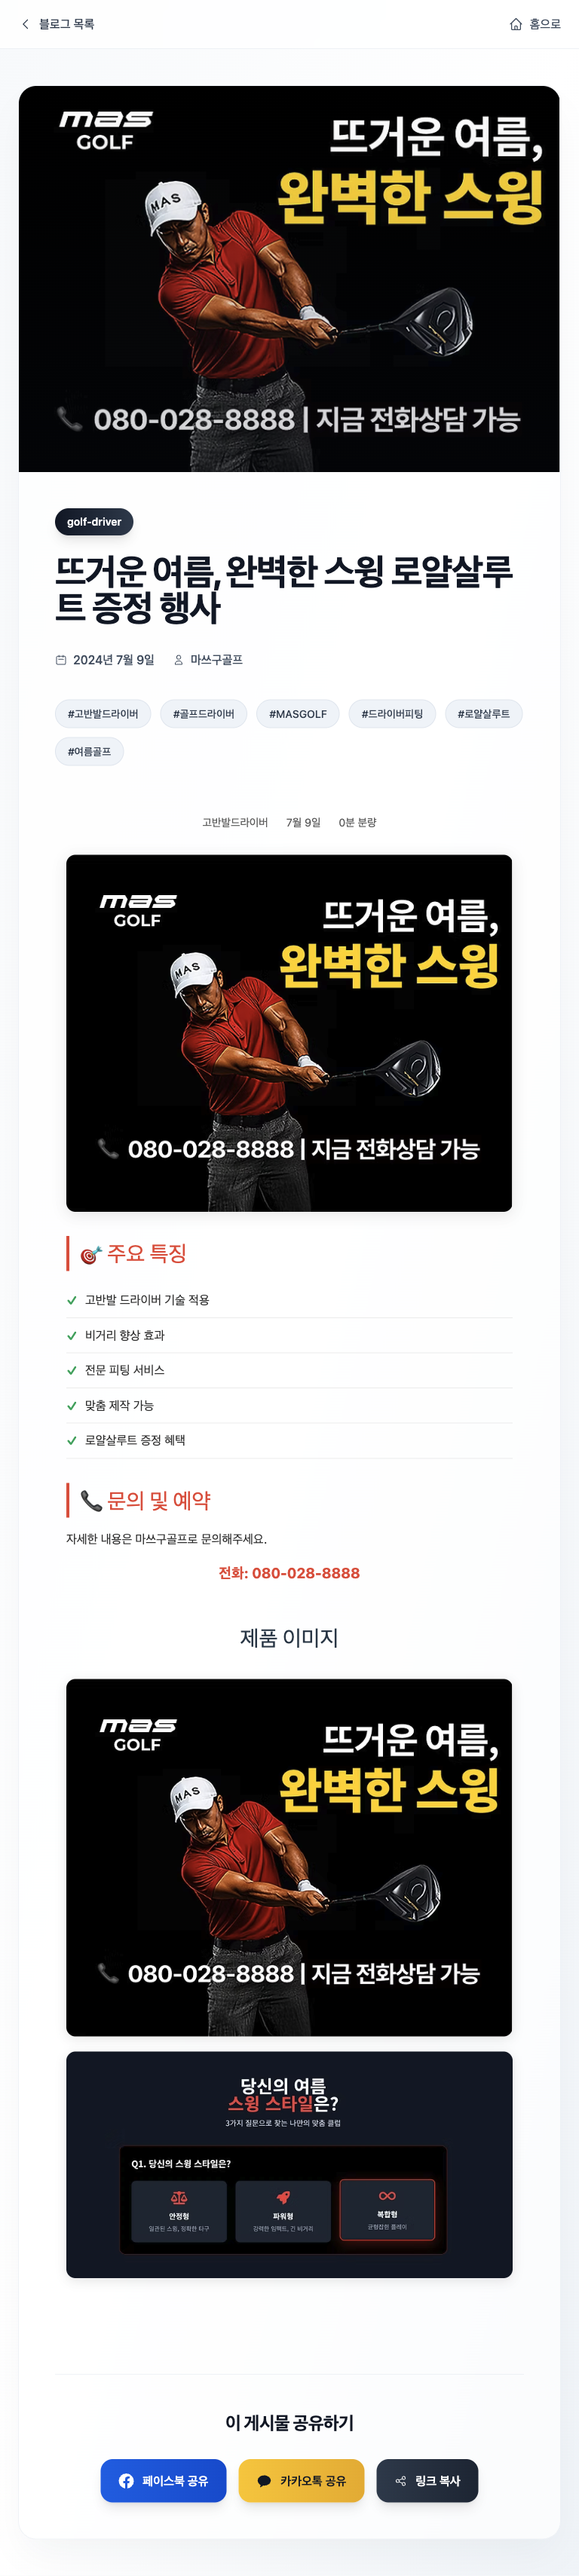 블로그 목록
홈으로
mas
GOLF
뜨거운 여름,
완벽한 스윙
MAS
080-028-8888 | 지금 전화상담 가능
golf-driver
뜨거운 여름, 완벽한 스윙 로얄살루
트 증정 행사
2024년 7월 9일 마쓰구골프
#고반발드라이버 #골프드라이버 #MASGOLF #드라이버피팅 #로얄살루트
#여름골프
고반발드라이버 7월 9일 0분 분량
mas
GOLF
뜨거운 여름,
완벽한 스윙
MAS
080-028-8888 | 지금 전화상담 가능
주요 특징
고반발 드라이버 기술 적용
비거리 향상 효과
전문 피팅 서비스
맞춤 제작 가능
로얄살루트 증정 혜택
문의 및 예약
자세한 내용은 마쓰구골프로 문의해주세요.
전화: 080-028-8888
제품 이미지
mas
GOLF
뜨거운 여름,
완벽한 스윙
MAS
080-028-8888 | 지금 전화상담 가능
당신의 여름
스윙 스타일은?
3가지 질문으로 찾는 나만의 맞춤 클럽
Q1. 당신의 스윙 스타일은?
안정형
일관된 스윙, 정확한 타구
파워형
강력한 임팩트, 긴 비거리
복합형
균형잡힌 플레이
이 게시물 공유하기
페이스북 공유
카카오톡 공유
링크 복사